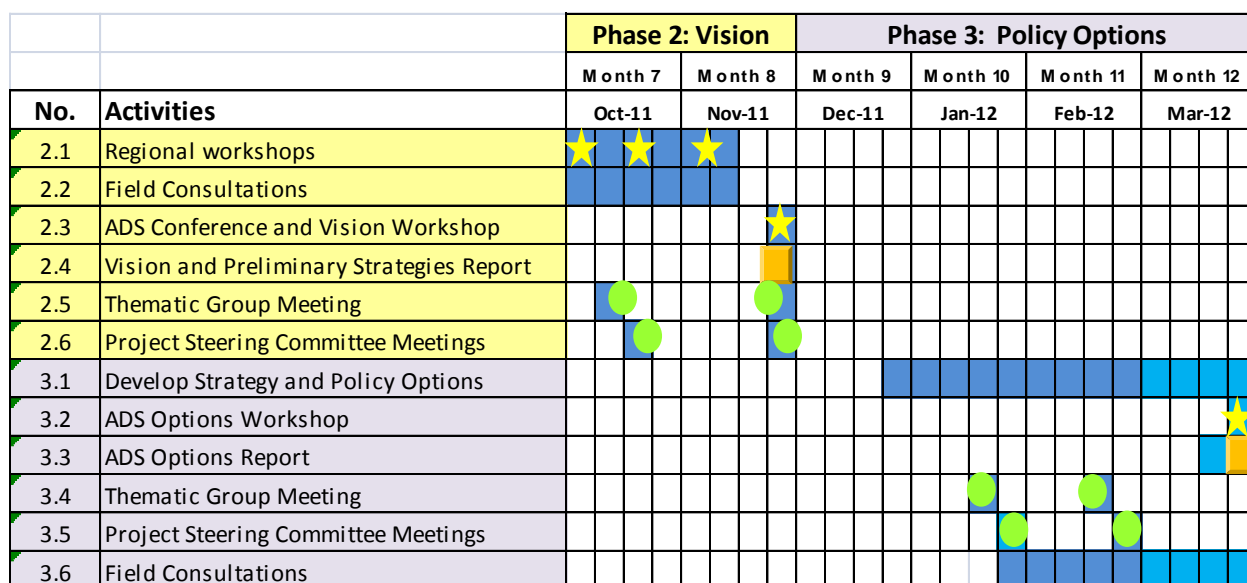 Phase 2: Vision Phase 3: Policy Options
Month 7 Month 8 Month 9 Month 10 Month 11 Month 12
No. Activities Oct-11 Nov-11 Dec-11 Jan-12 Feb-12 Mar-12
2.1 Regional workshops
2.2 Field Consultations
2.3 ADS Conference and Vision Workshop
2.4 Vision and Preliminary Strategies Report
2.5 Thematic Group Meeting
2.6 Project Steering Committee Meetings
3.1 Develop Strategy and Policy Options
3.2 ADS Options Workshop
3.3 ADS Options Report
3.4 Thematic Group Meeting
3.5 Project Steering Committee Meetings
3.6 Field Consultations